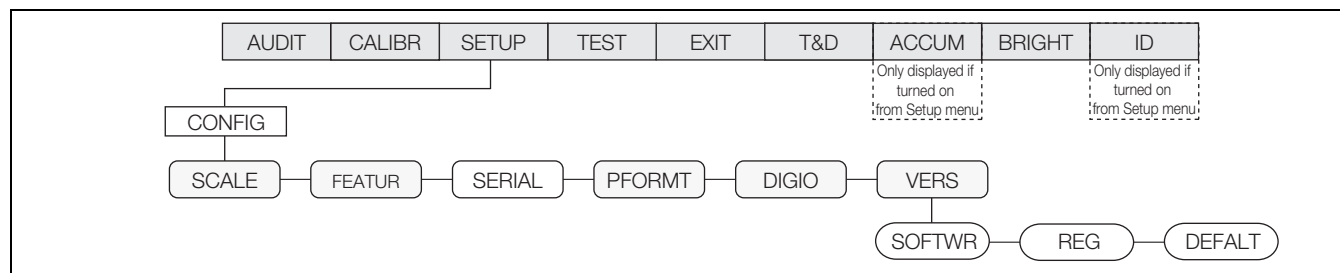 AUDIT CALIBR SETUP TEST EXIT T&D ACCUM BRIGHT ID
Only displayed if
turned on
from Setup menu
Only displayed if
turned on
from Setup menu
CONFIG
SCALE FEATUR SERIAL PFORMT DIGIO VERS
SOFTWR REG DEFALT